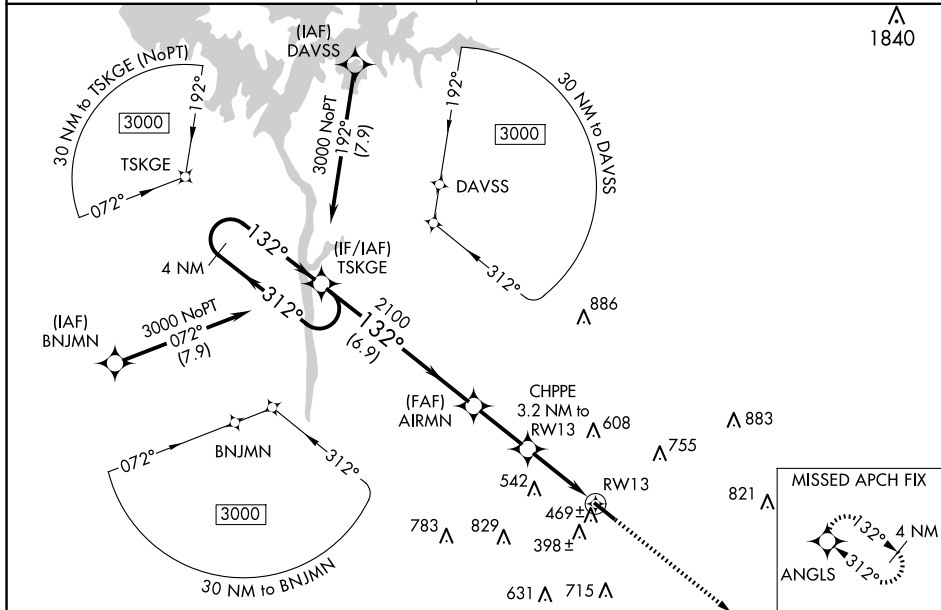 1840
(IAF)
DAVSS
3000 NoPT
192°
(7.9)
30 NM to TSKGE (NoPT)
3000
192°
TSKGE
072°
30 NM to DAVSS
192°
3000
DAVSS
312°
(IF/IAF)
TSKGE
132°
4 NM
312°
2100
132°
(6.9)
(IAF)
BNJMN
3000 NoPT
072°
(7.9)
886
(FAF)
AIRMN
CHPPE
3.2 NM to
RW13
608
883
755
542
RW13
469±
398±
821
783
829
631
715
072°
BNJMN
312°
3000
30 NM to BNJMN
MISSED APCH FIX
132°
4 NM
312°
ANGLS